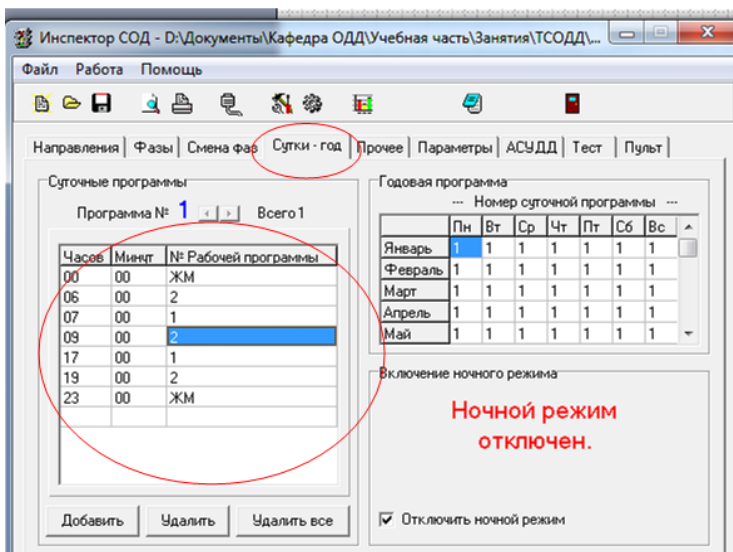 Инспектор СОД - D:\Документы\Кафедра ОДД\Учебная часть\Занятия\ТСОДД\...
Файл Работа Помощь
Направления Фазы Смена фаз Сутки - год Прочее Параметры АСУДД Тест Пульт
Суточные программы
Программа № 1 Всего 1
Часов Минут № Рабочей программы
00 00 ЖМ
06 00 2
07 00 1
09 00 2
17 00 1
19 00 2
23 00 ЖМ
Добавить Удалить Удалить все
Годовая программа
--- Номер суточной программы ---
Пн Вт Ср Чт Пт Сб Вс
Январь 1 1 1 1 1 1 1
Февраль 1 1 1 1 1 1 1
Март 1 1 1 1 1 1 1
Апрель 1 1 1 1 1 1 1
Май 1 1 1 1 1 1 1
Включение ночного режима
Ночной режим
отключен.
Отключить ночной режим